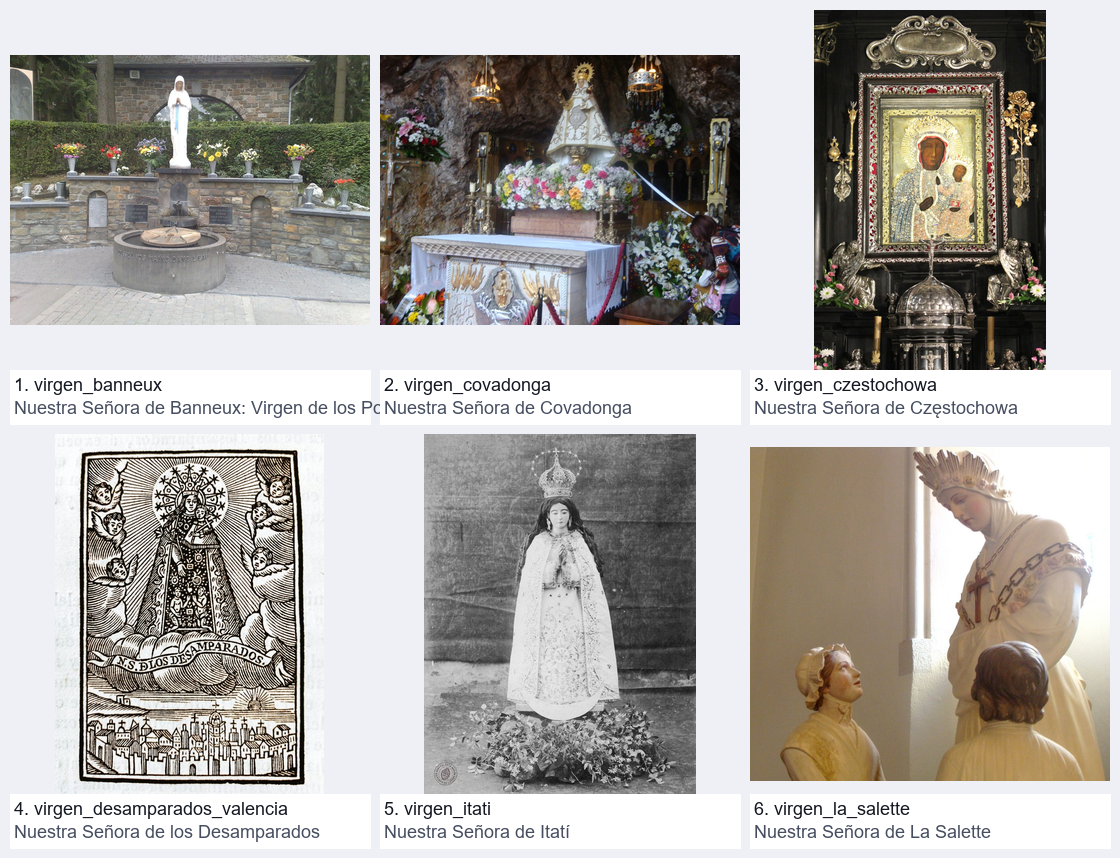 1. virgen_banneux
Nuestra Señora de Banneux: Virgen de los Po
2. virgen_covadonga
Nuestra Señora de Covadonga
3. virgen_czestochowa
Nuestra Señora de Częstochowa
N.S. D LOS DESAMPARADOS.
4. virgen_desamparados_valencia
Nuestra Señora de los Desamparados
5. virgen_itati
Nuestra Señora de Itatí
6. virgen_la_salette
Nuestra Señora de La Salette